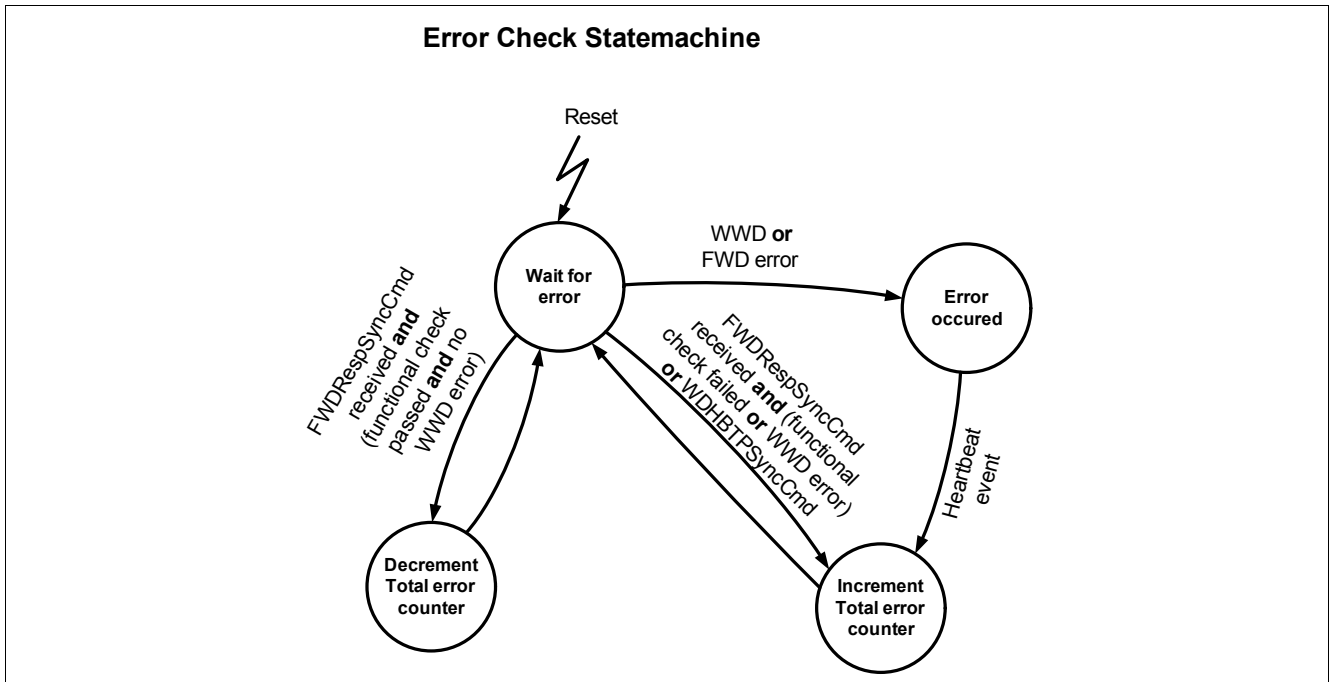 Error Check Statemachine
Reset
WWD or
FWD error
Wait for
error
Error
occured
FWDRespSyncCmd
received and
(functional check
passed and no
WWD error)
FWDRespSyncCmd
received and (functional
check failed or WWD error)
or WDHBTPSyncCmd
Heartbeat
event
Decrement
Total error
counter
Increment
Total error
counter